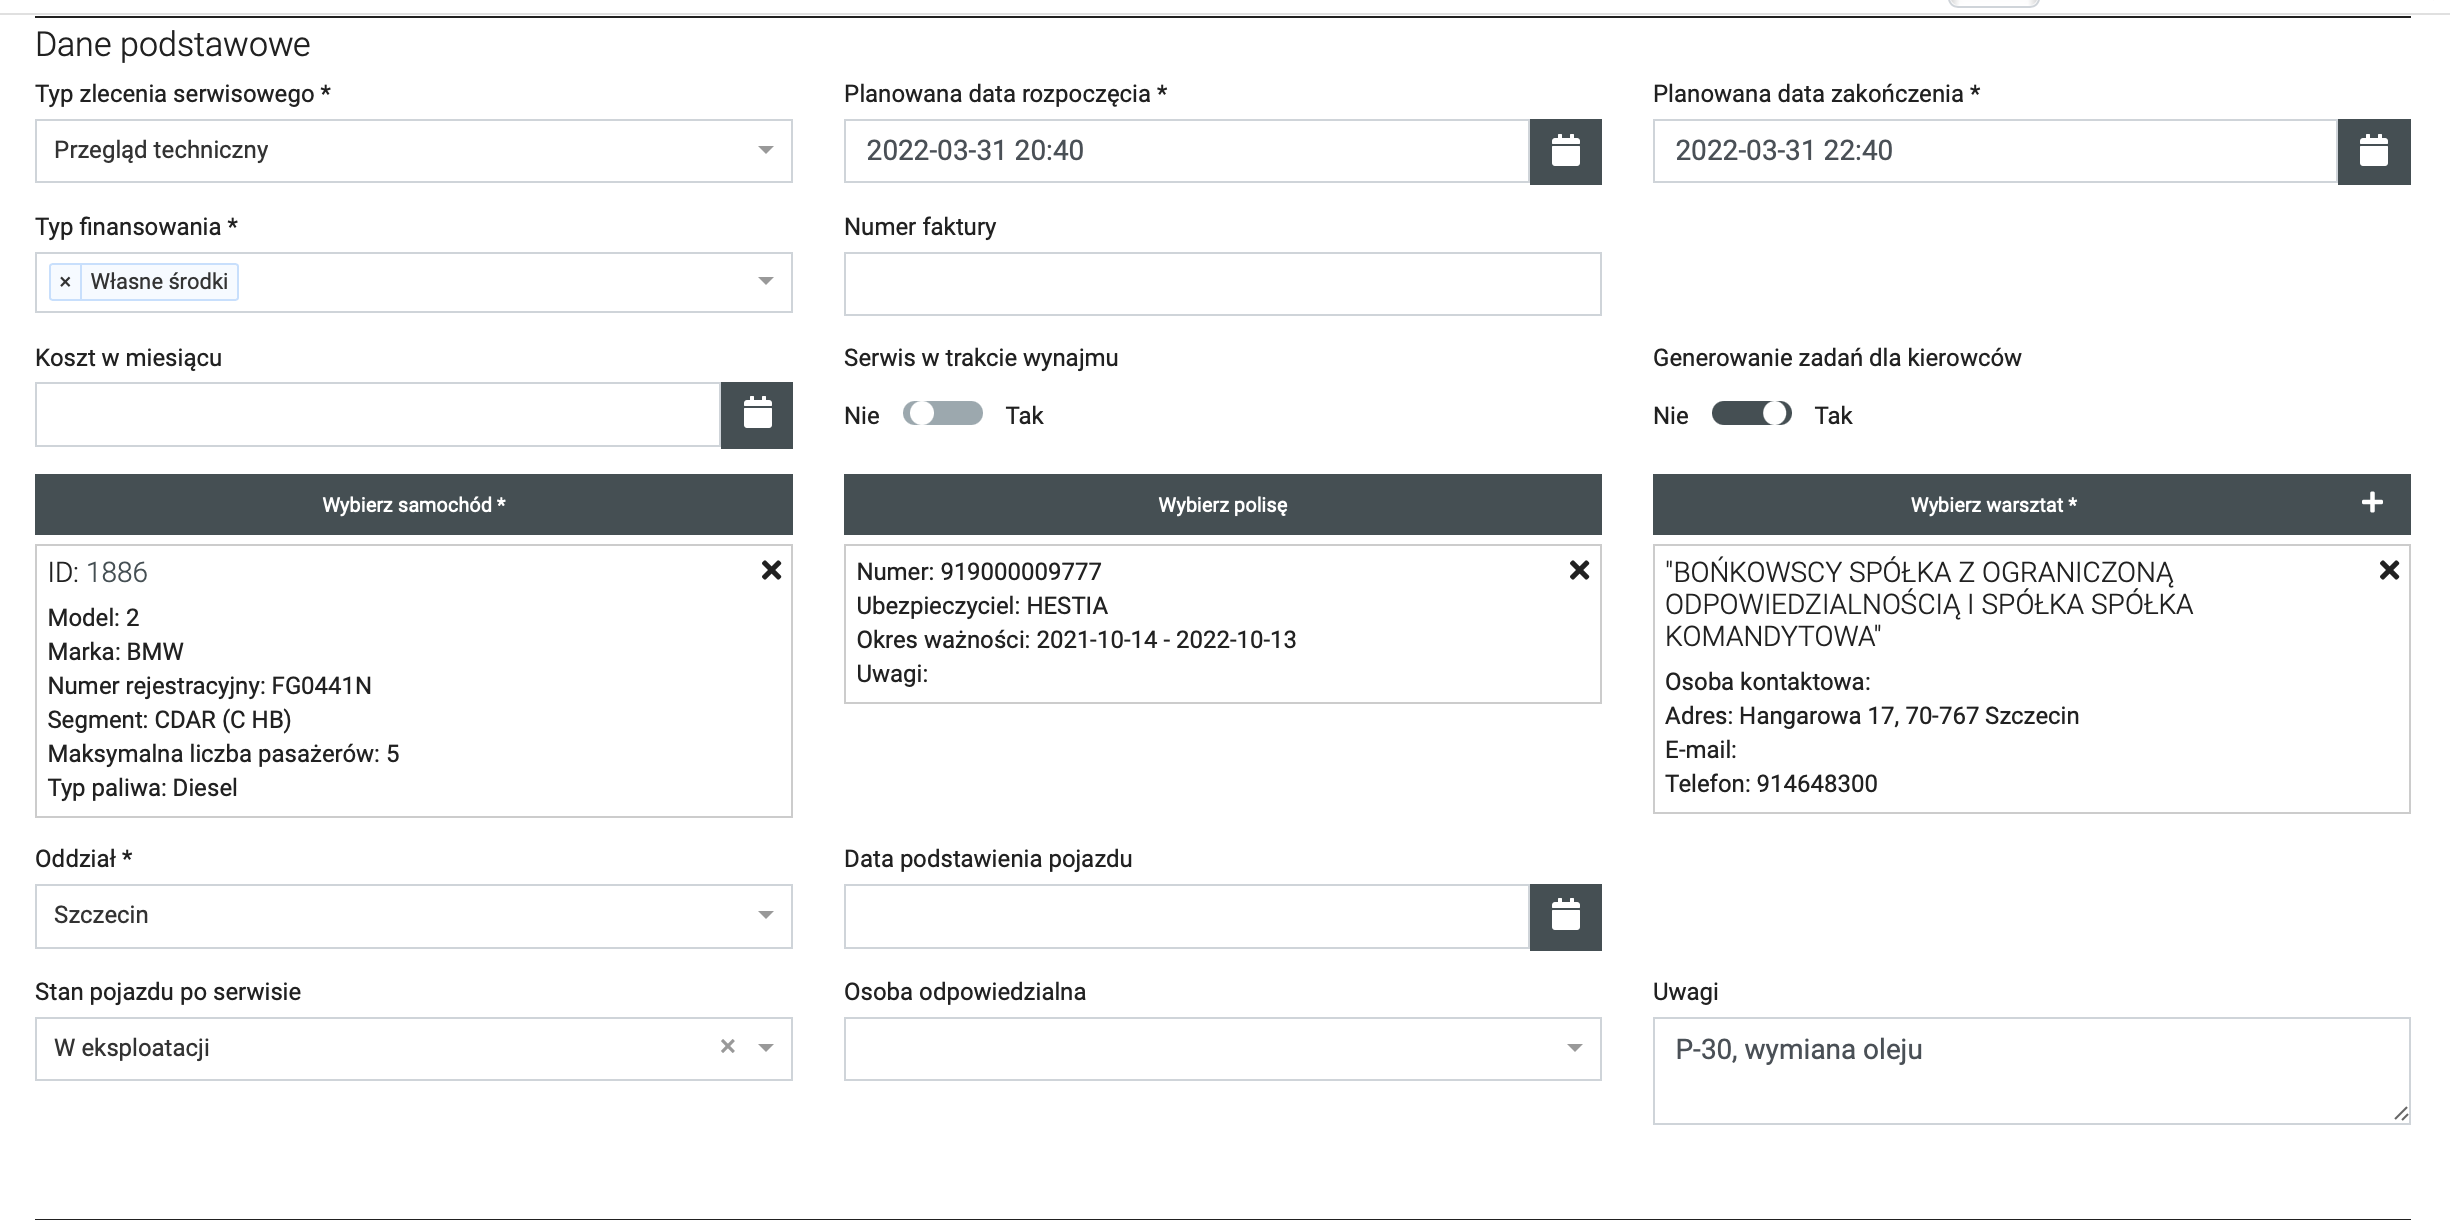 Dane podstawowe
Typ zlecenia serwisowego *
Przegląd techniczny
Planowana data rozpoczęcia *
2022-03-31 20:40
Planowana data zakończenia *
2022-03-31 22:40
Typ finansowania *
× Własne środki
Numer faktury
Koszt w miesiącu
Serwis w trakcie wynajmu
Nie Tak
Generowanie zadań dla kierowców
Nie Tak
Wybierz samochód *
ID: 1886
Model: 2
Marka: BMW
Numer rejestracyjny: FG0441N
Segment: CDAR (C HB)
Maksymalna liczba pasażerów: 5
Typ paliwa: Diesel
Wybierz polisę
Numer: 919000009777
Ubezpieczyciel: HESTIA
Okres ważności: 2021-10-14 - 2022-10-13
Uwagi:
Wybierz warsztat *
"BOŃKOWSCY SPÓŁKA Z OGRANICZONĄ
ODPOWIEDZIALNOŚCIĄ I SPÓŁKA SPÓŁKA
KOMANDYTOWA"
Osoba kontaktowa:
Adres: Hangarowa 17, 70-767 Szczecin
E-mail:
Telefon: 914648300
Oddział *
Szczecin
Data podstawienia pojazdu
Stan pojazdu po serwisie
W eksploatacji ×
Osoba odpowiedzialna
Uwagi
P-30, wymiana oleju